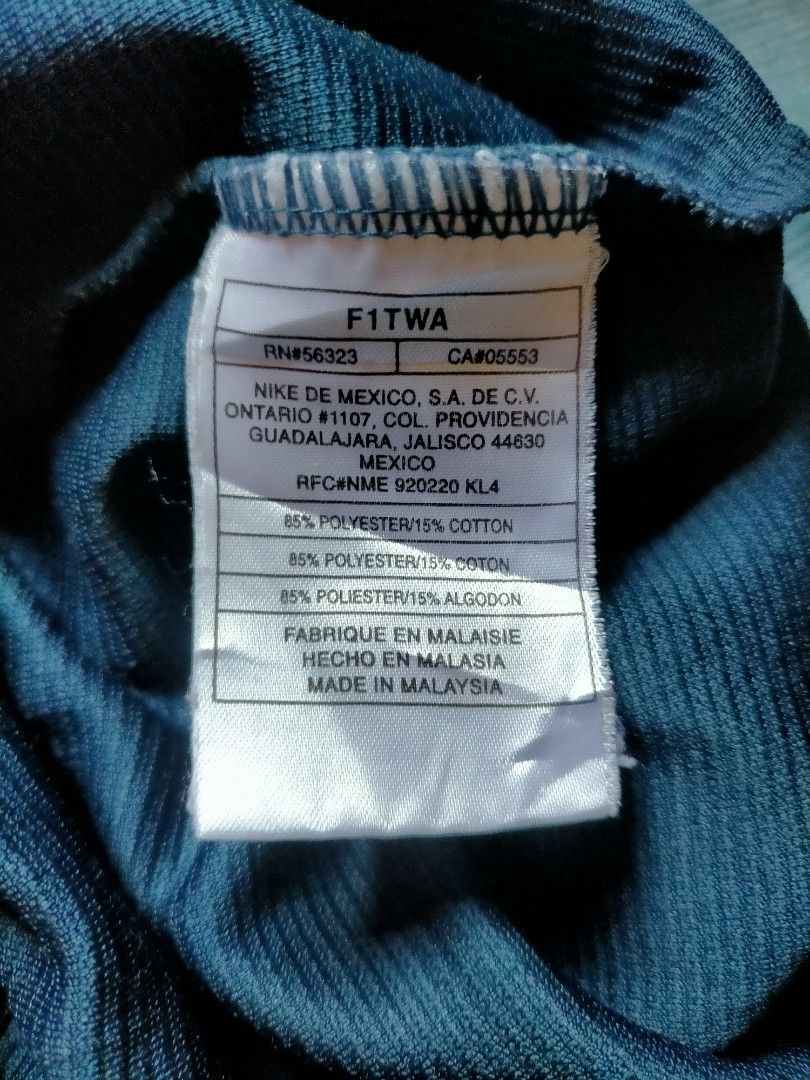 F1TWA
RN#56323 CA#05553
NIKE DE MEXICO, S.A. DE C.V.
ONTARIO #1107, COL. PROVIDENCIA
GUADALAJARA, JALISCO 44630
MEXICO
RFC#NME 920220 KL4
85% POLYESTER/15% COTTON
85% POLYESTER/15% COTON
85% POLIESTER/15% ALGODON
FABRIQUE EN MALAISIE
HECHO EN MALASIA
MADE IN MALAYSIA